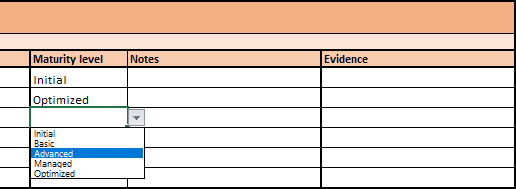 Maturity level Notes Evidence
Initial
Optimized
Initial
Basic
Advanced
Managed
Optimized